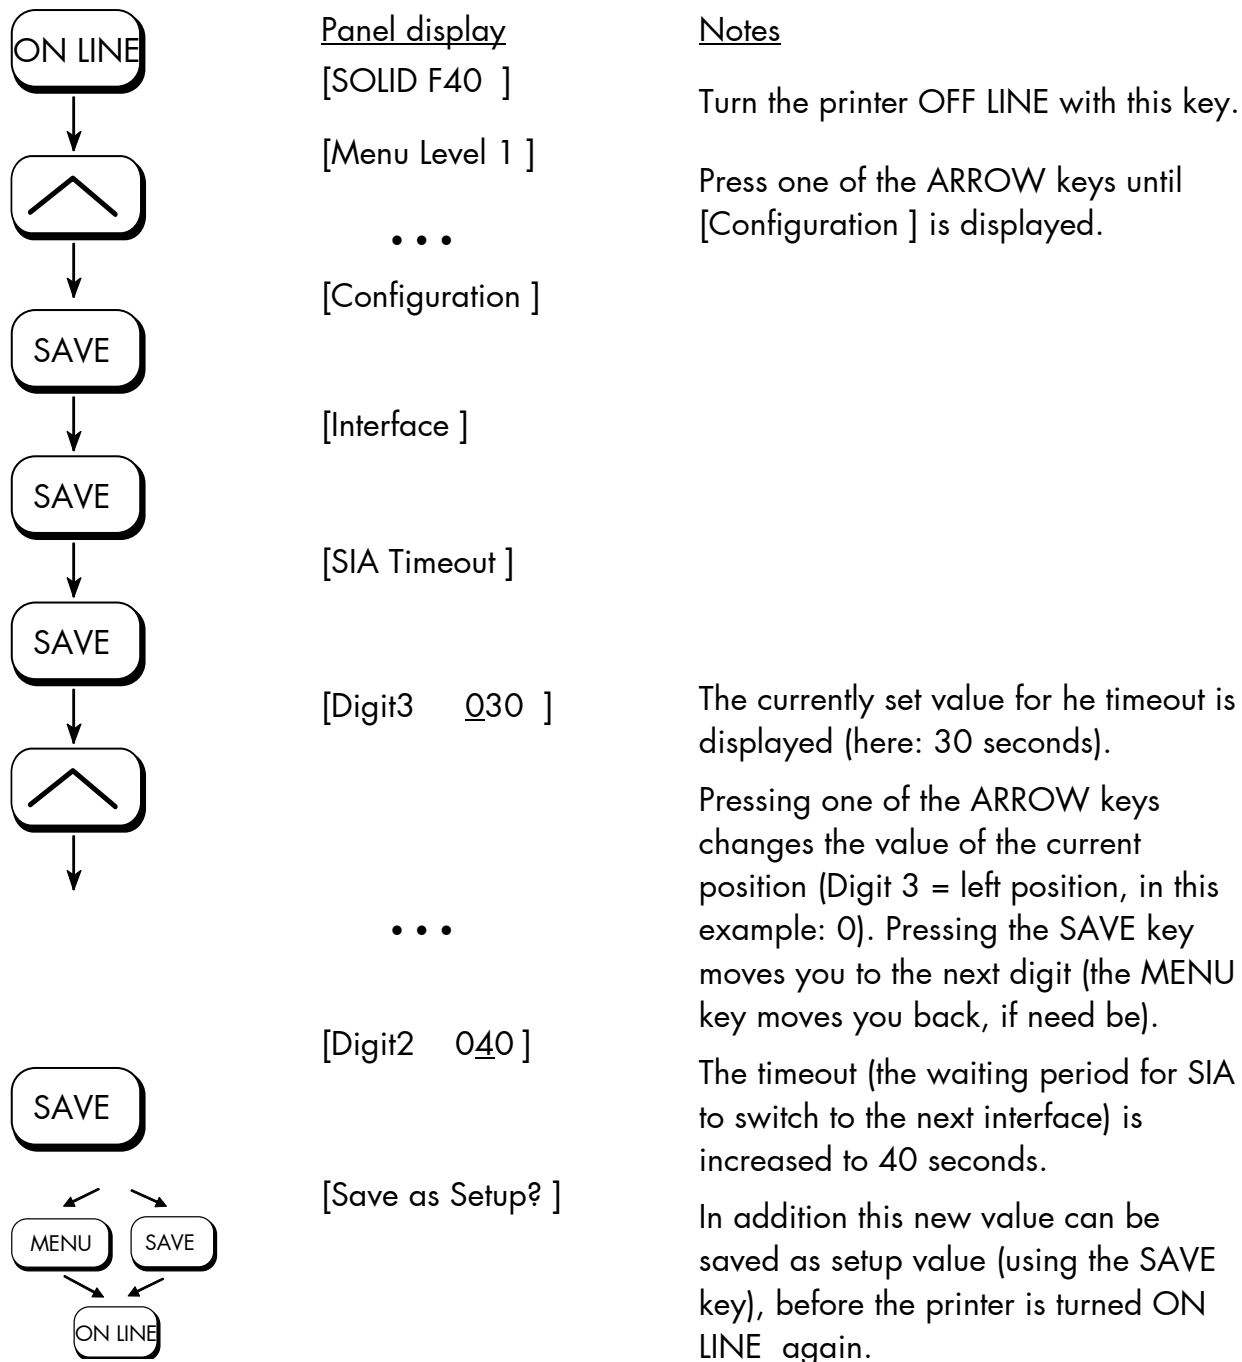 ON LINE
Panel display
Notes
[SOLID F40  ]
Turn the printer OFF LINE with this key.
[Menu Level 1 ]
Press one of the ARROW keys until
[Configuration ] is displayed.
• • •
[Configuration ]
SAVE
[Interface ]
SAVE
[SIA Timeout ]
SAVE
[Digit3 030 ]
The currently set value for he timeout is
displayed (here: 30 seconds).
Pressing one of the ARROW keys
changes the value of the current
position (Digit 3 = left position, in this
example: 0). Pressing the SAVE key
moves you to the next digit (the MENU
key moves you back, if need be).
• • •
[Digit2 040 ]
The timeout (the waiting period for SIA
to switch to the next interface) is
increased to 40 seconds.
SAVE
[Save as Setup? ]
In addition this new value can be
saved as setup value (using the SAVE
key), before the printer is turned ON
LINE again.
MENU
SAVE
ON LINE